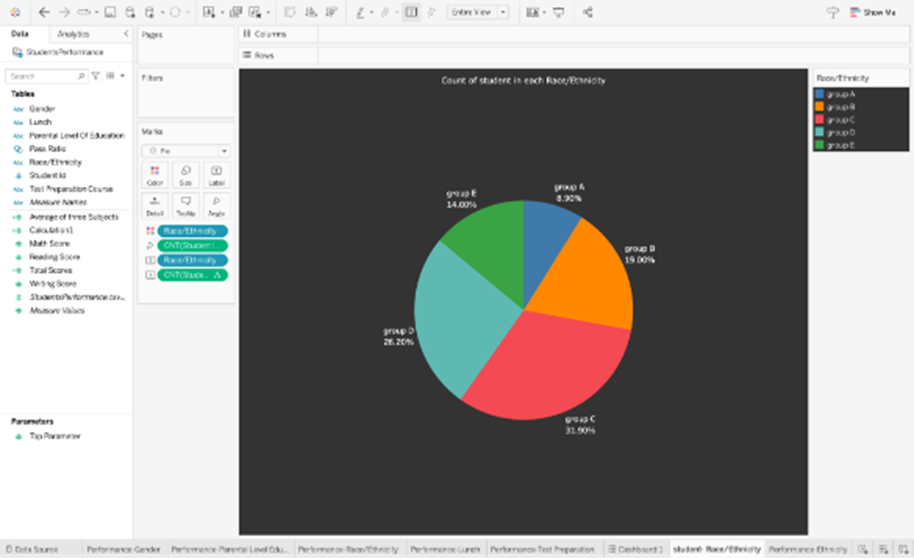 Entire View
Show Me
Data
Analytics
Pages
Columns
Rows
StudentsPerformance
Search
Filters
Tables
Gender
Lunch
Parental Level Of Education
Pass Ratio
Race/Ethnicity
Student Id
Test Preparation Course
Measure Names
Average of three Subjects
Calculation1
Math Score
Reading Score
Total Scores
Writing Score
StudentsPerformance.csv...
Measure Values
Parameters
Top Parameter
Marks
Pie
Color
Size
Label
Detail
Tooltip
Angle
Race/Ethnicity
CNT(Student I..
Race/Ethnicity
CNT(Stude..
Count of student in each Race/Ethnicity
group A
8.90%
group B
19.00%
group C
31.90%
group D
26.20%
group E
14.00%
Race/Ethnicity
group A
group B
group C
group D
group E
Data Source
Performance-Gender
Performance-Parental Level Edu...
Performance-Race/Ethnicity
Performance-Lunch
Performance-Test Preparation
Dashboard 1
student- Race/Ethnicity
Performance Ethnicity